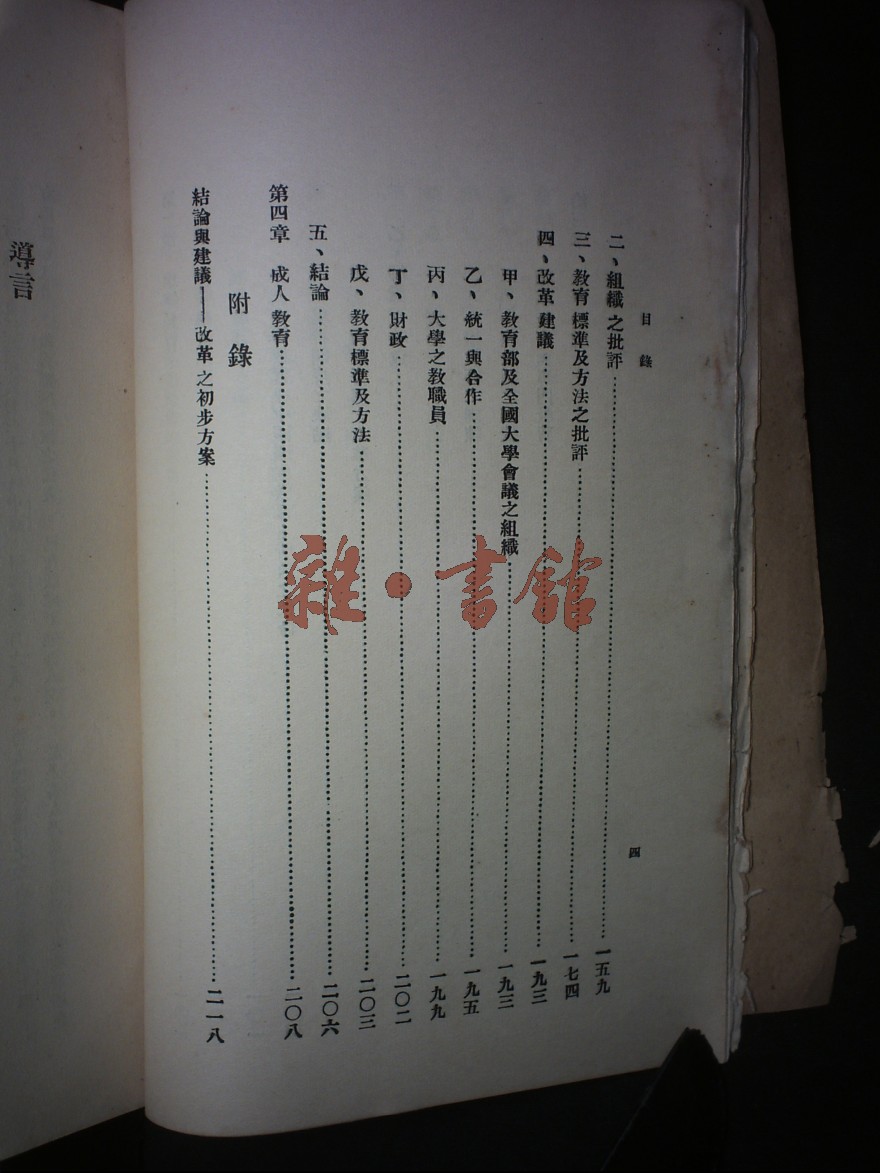 目錄
四
二、組織之批評……一五九
三、教育標準及方法之批評……一七四
四、改革建議……一九三
甲、教育部及全國大學會議之組織……一九三
乙、統一與合作……一九五
丙、大學之教職員……一九九
丁、財政……二〇二
戊、教育標準及方法……二〇三
五、結論……二〇六
第四章 成人教育……二〇八
附錄
結論與建議——改革之初步方案……二一八
導言
雜·書館